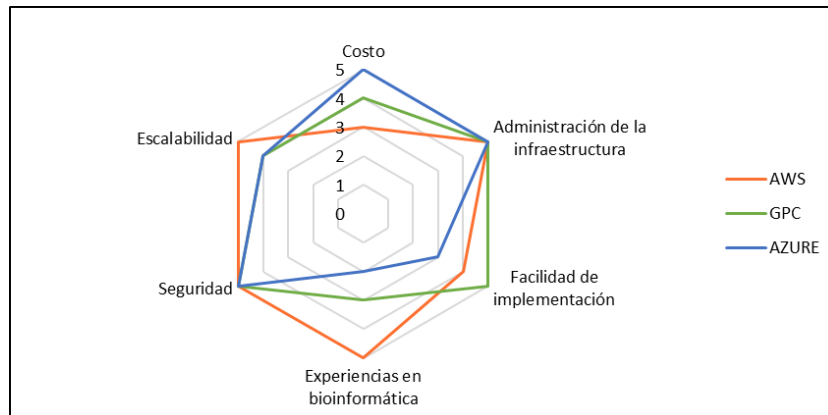 Costo
5
4
3
2
1
0
Escalabilidad
Administración de la
infraestructura
AWS
GPC
AZURE
Seguridad
Facilidad de
implementación
Experiencias en
bioinformática